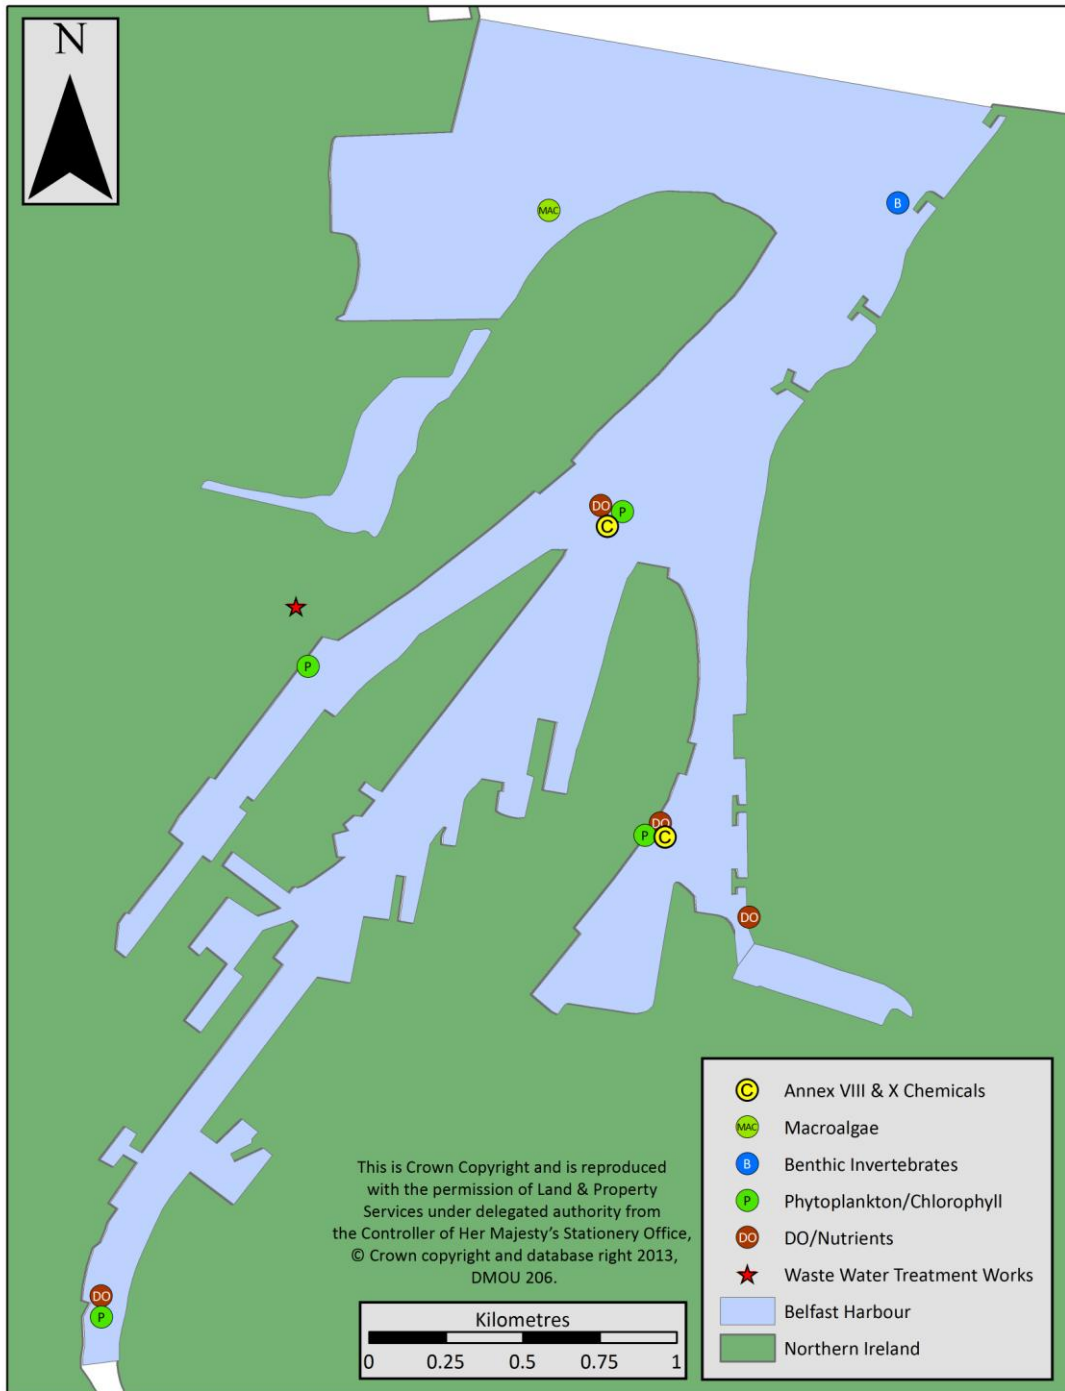 N
MAC
B
DO
P
C
P
DO
P
C
DO
DO
P
C Annex VIII & X Chemicals
MAC Macroalgae
B Benthic Invertebrates
P Phytoplankton/Chlorophyll
DO DO/Nutrients
Waste Water Treatment Works
Belfast Harbour
Northern Ireland
This is Crown Copyright and is reproduced
with the permission of Land & Property
Services under delegated authority from
the Controller of Her Majesty’s Stationery Office,
© Crown copyright and database right 2013,
DMOU 206.
Kilometres
0 0.25 0.5 0.75 1